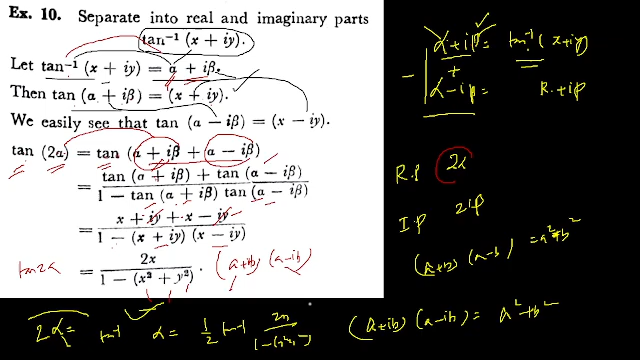 Ex. 10. Separate into real and imaginary parts
tan⁻¹ (x + iy).
Let tan⁻¹ (x + iy) = α + iβ.
Then tan (α + iβ) = (x + iy).
We easily see that tan (α − iβ) = (x − iy).
tan (2α) = tan (α + iβ + α − iβ)
= tan (α + iβ) + tan (α − iβ) / 1 − tan (α + iβ) tan (α − iβ)
= x + iy + x − iy / 1 − (x + iy) (x − iy)
tan 2α = 2x / 1 − (x² + y²) . (a+ib) (a−ib)
2α = tan⁻¹ α = 1/2 tan⁻¹ 2x / 1−(x²+y²
α + iβ = tan⁻¹ (x+iy)
− +
α − iβ = R. + iβ
R.P 2α
I.P 2iβ
(a+b) (a−b) = a² + b²
(a+ib) (a−ib) = a² + b²